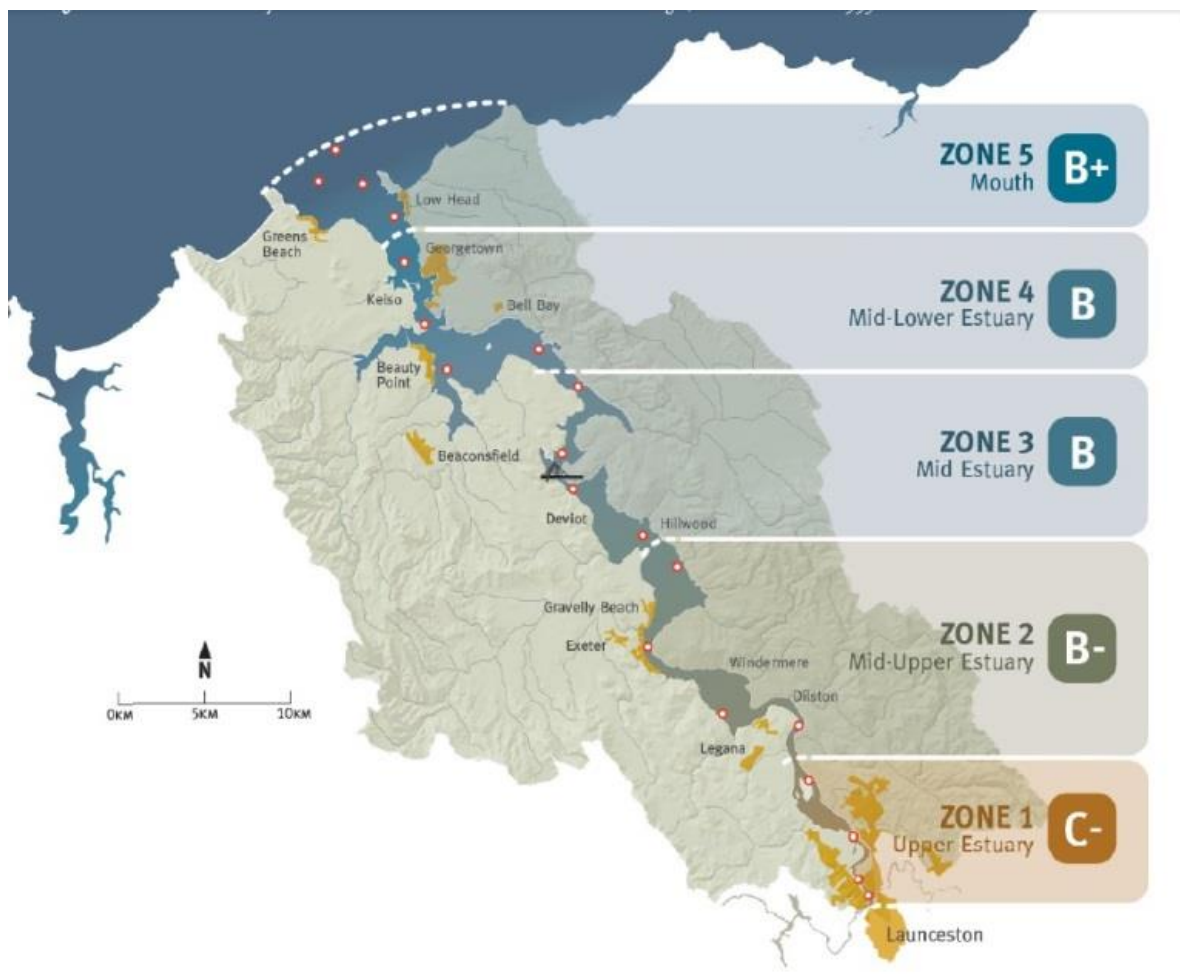 ZONE 5
Mouth
B+
Low Head
Greens
Beach
Georgetown
ZONE 4
Mid-Lower Estuary
B
Kelso
Bell Bay
Beauty
Point
ZONE 3
Mid Estuary
B
Beaconsfield
Deviot
Hillwood
Gravelly Beach
ZONE 2
Mid-Upper Estuary
B-
Exeter
Windermere
N
Dilston
0KM
5KM
10KM
Legana
ZONE 1
Upper Estuary
C-
Launceston